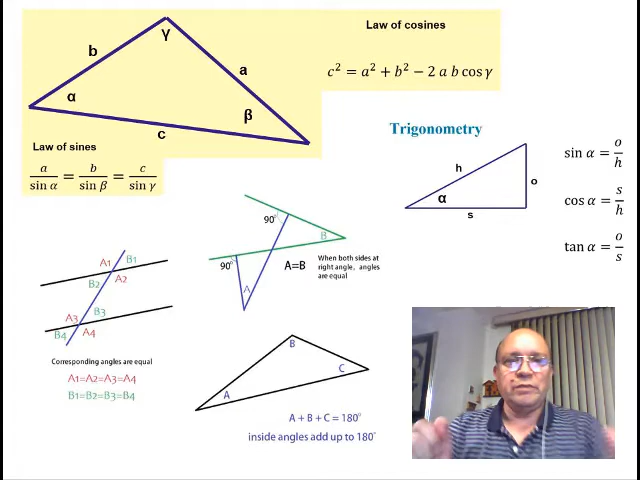 Law of cosines
γ
b
a
c² = a² + b² − 2 a b cos γ
α
β
c
Law of sines
a/sin α = b/sin β = c/sin γ
Trigonometry
h
o
α
s
sin α = o/h
cos α = s/h
tan α = o/s
90°
B
90°
A=B
When both sides at
right angle, angles
are equal
A
A1 B1
B2 A2
A3 B3
B4 A4
Corresponding angles are equal
A1=A2=A3=A4
B1=B2=B3=B4
B
C
A
A + B + C = 180°
inside angles add up to 180°